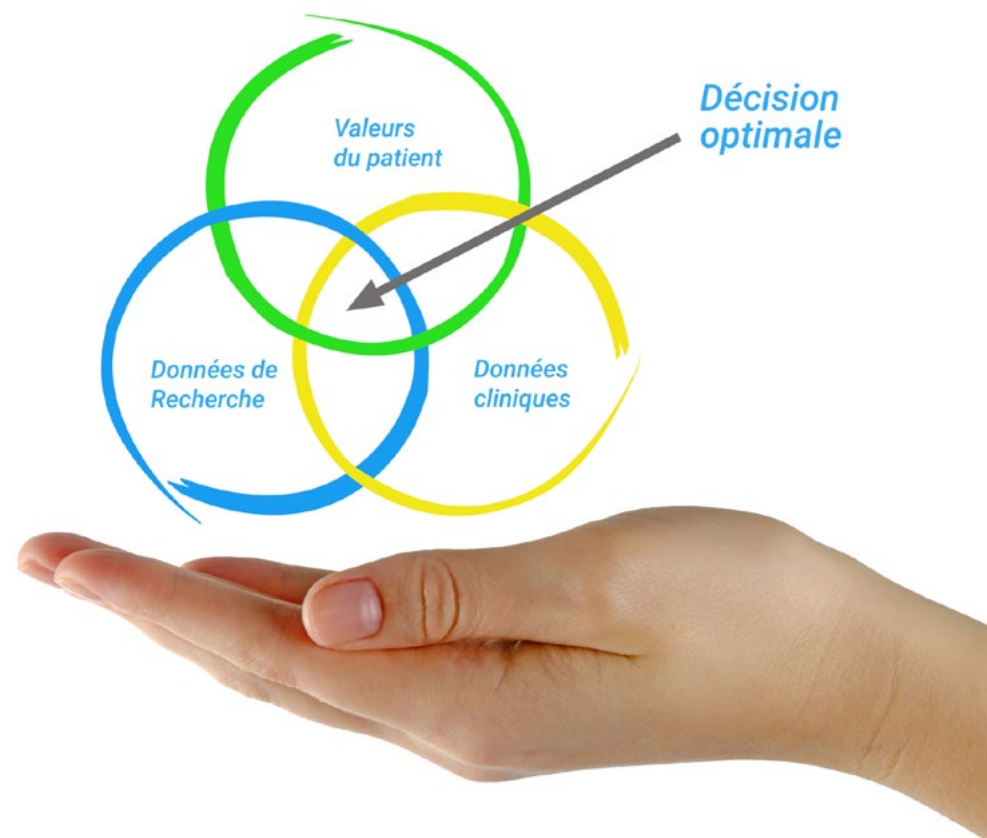 Décision
optimale
Valeurs
du patient
Données de
Recherche
Données
cliniques